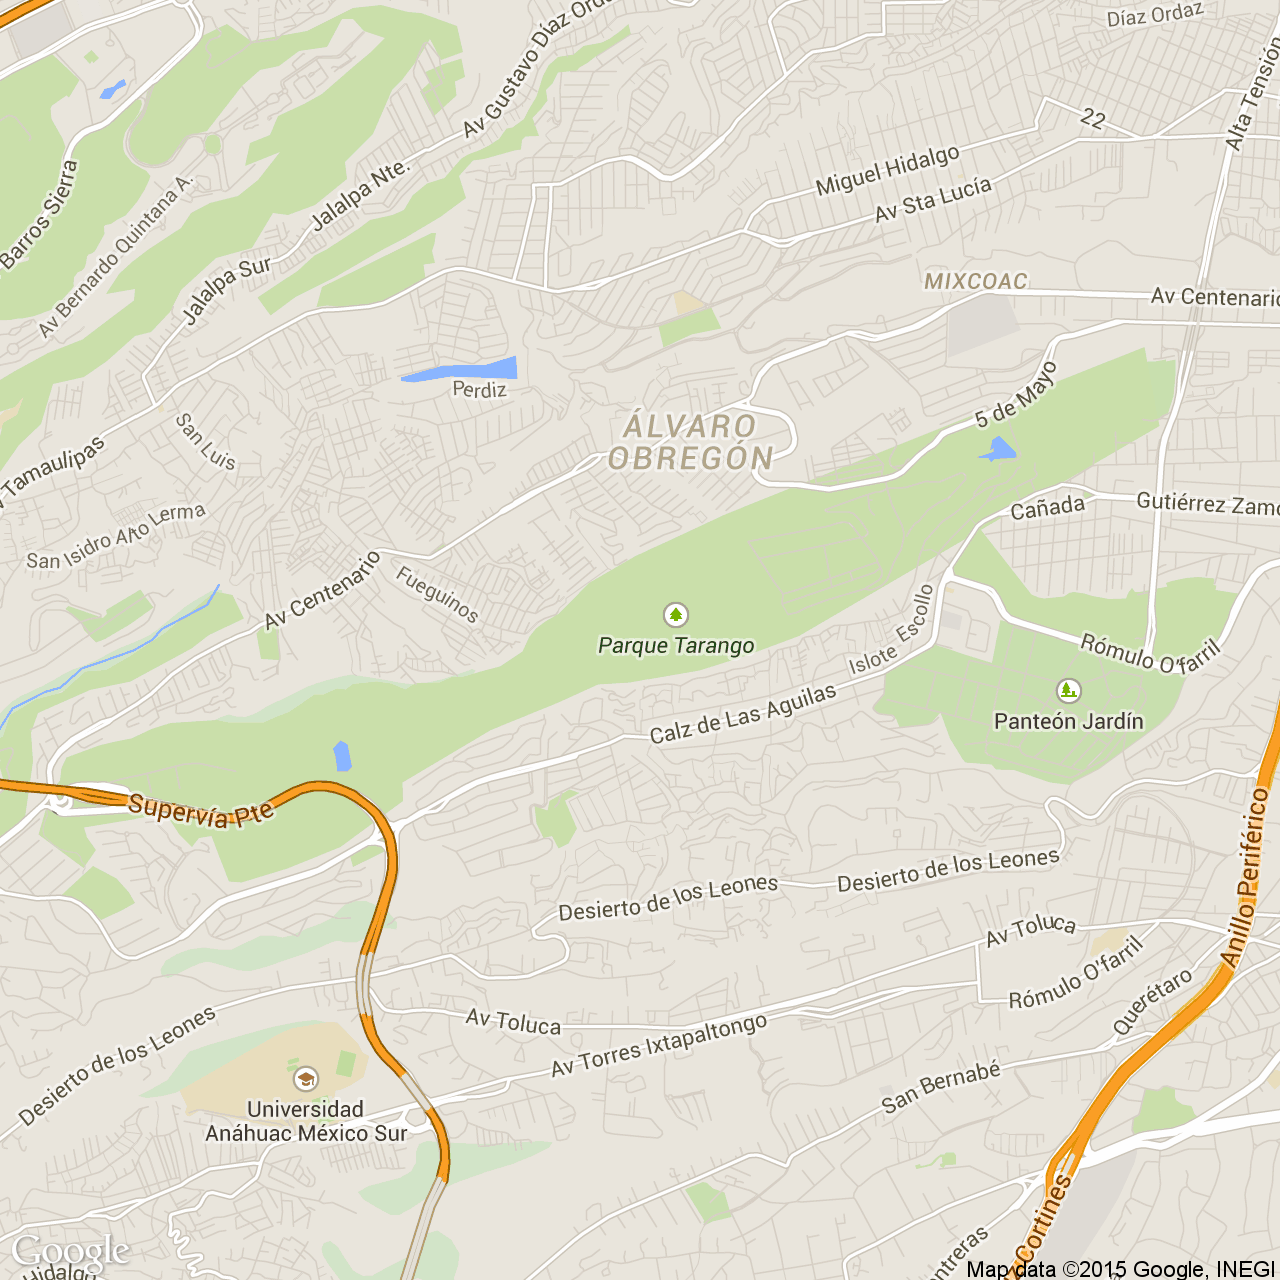 Díaz Ordaz
Av Gustavo Díaz Ordaz
Alta Tensión
22
Barros Sierra
Av Bernardo Quintana A.
Jalalpa Nte.
Miguel Hidalgo
Av Sta Lucía
Jalalpa Sur
MIXCOAC
Av Centenario
Perdiz
5 de Mayo
San Luis
ÁLVARO
OBREGÓN
Tamaulipas
San Isidro Alto Lerma
Cañada
Gutiérrez Zamo
Av Centenario
Fueguinos
Escollo
Parque Tarango
Islote
Rómulo O'farril
Panteón Jardín
Calz de Las Aguilas
Supervía Pte
Anillo Periférico
Desierto de los Leones
Desierto de los Leones
Av Toluca
Rómulo O'farril
Querétaro
Desierto de los Leones
Av Toluca
Av Torres Ixtapaltongo
San Bernabé
Universidad
Anáhuac México Sur
Cortines
ontreras
Google
Hidalgo
Map data ©2015 Google, INEGI